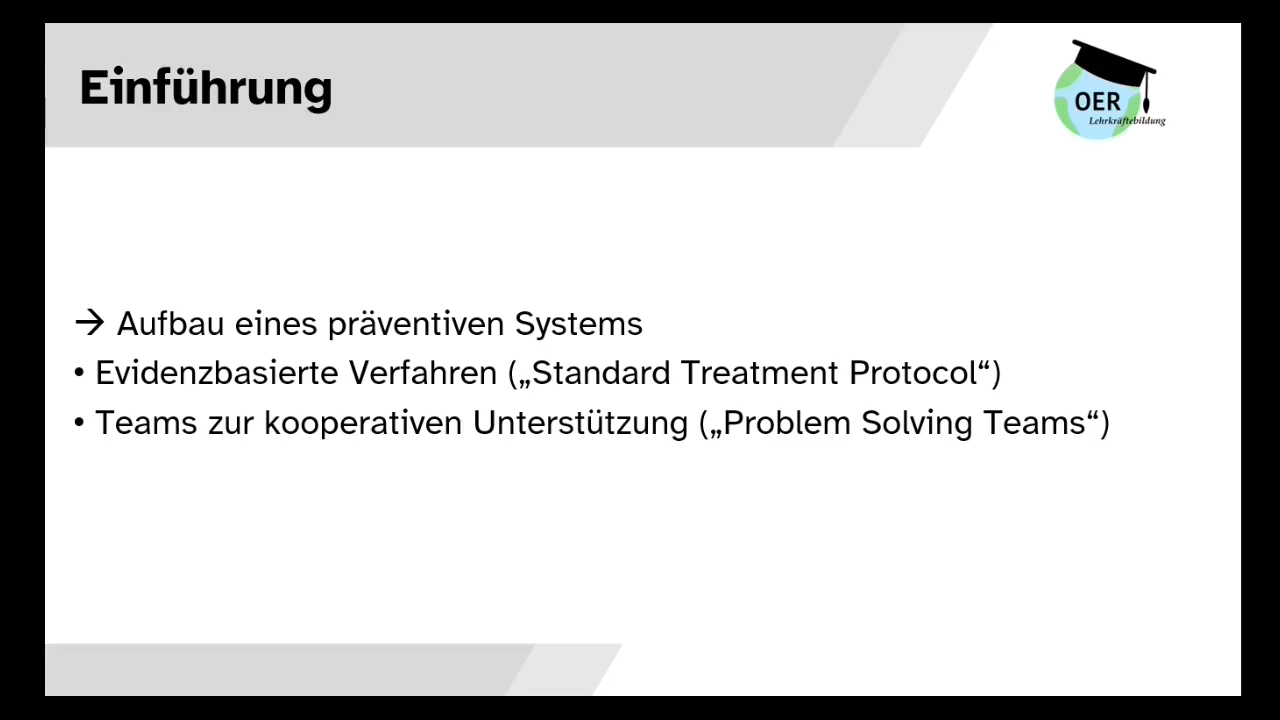 Einführung
OER
Lehrkräftebildung
→ Aufbau eines präventiven Systems
• Evidenzbasierte Verfahren („Standard Treatment Protocol“)
• Teams zur kooperativen Unterstützung („Problem Solving Teams“)